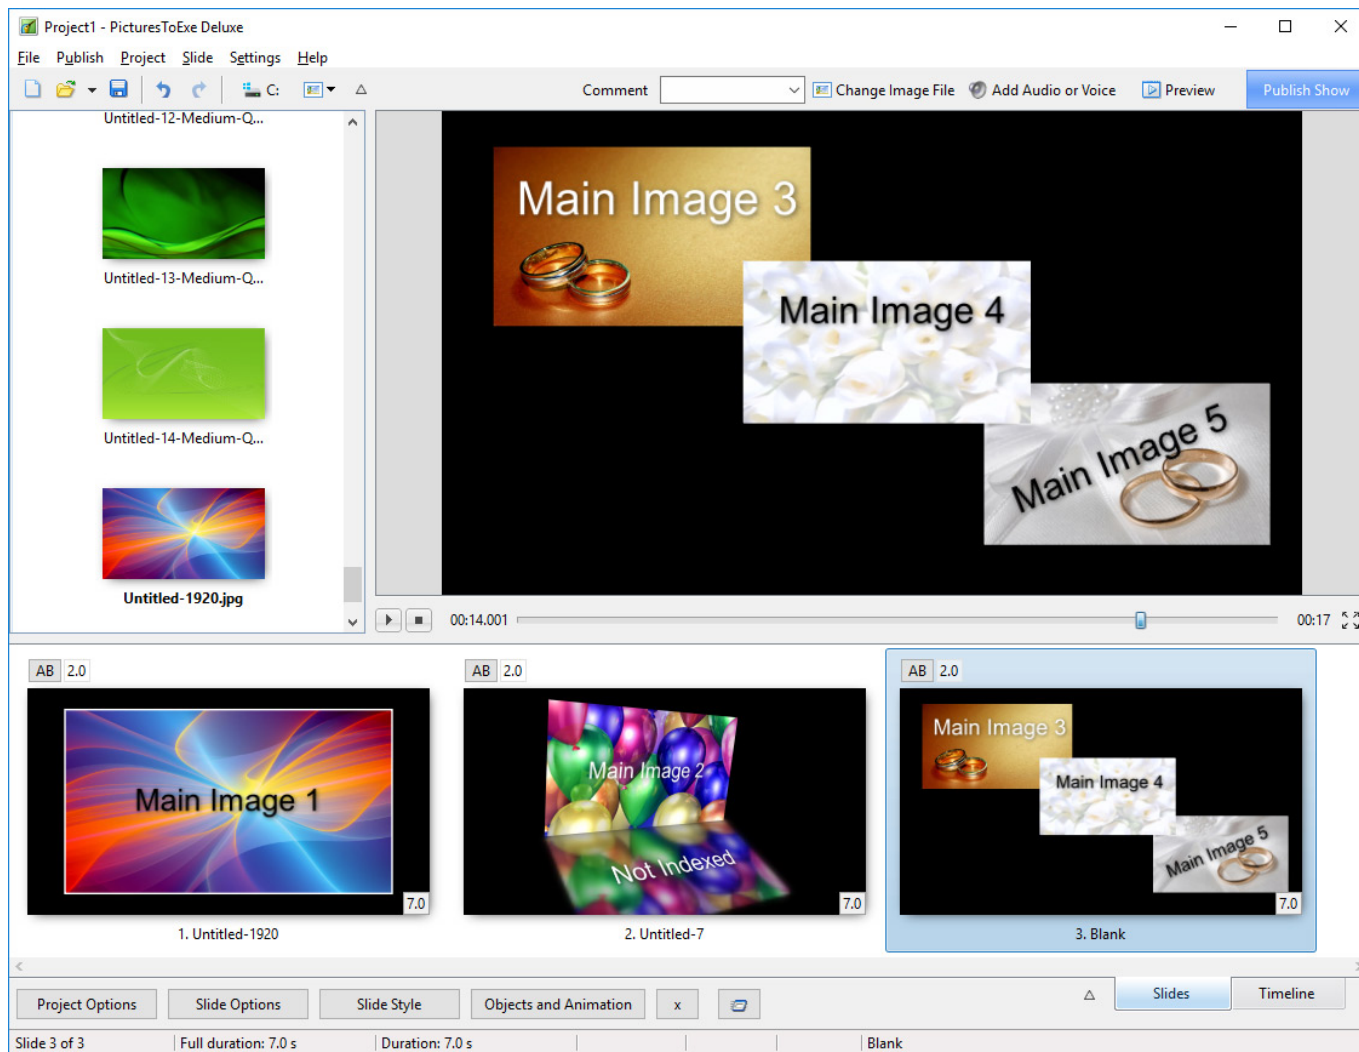 Project1 - PicturesToExe Deluxe
File Publish Project Slide Settings Help
C: Comment Change Image File Add Audio or Voice Preview Publish Show
Untitled-12-Medium-Q...
Untitled-13-Medium-Q...
Untitled-14-Medium-Q...
Untitled-1920.jpg
Main Image 3
Main Image 4
Main Image 5
00:14.001 00:17
AB 2.0
Main Image 1
7.0
1. Untitled-1920
AB 2.0
Main Image 2
Not Indexed
7.0
2. Untitled-7
AB 2.0
Main Image 3
Main Image 4
Main Image 5
7.0
3. Blank
Project Options Slide Options Slide Style Objects and Animation x Slides Timeline
Slide 3 of 3 Full duration: 7.0 s Duration: 7.0 s Blank